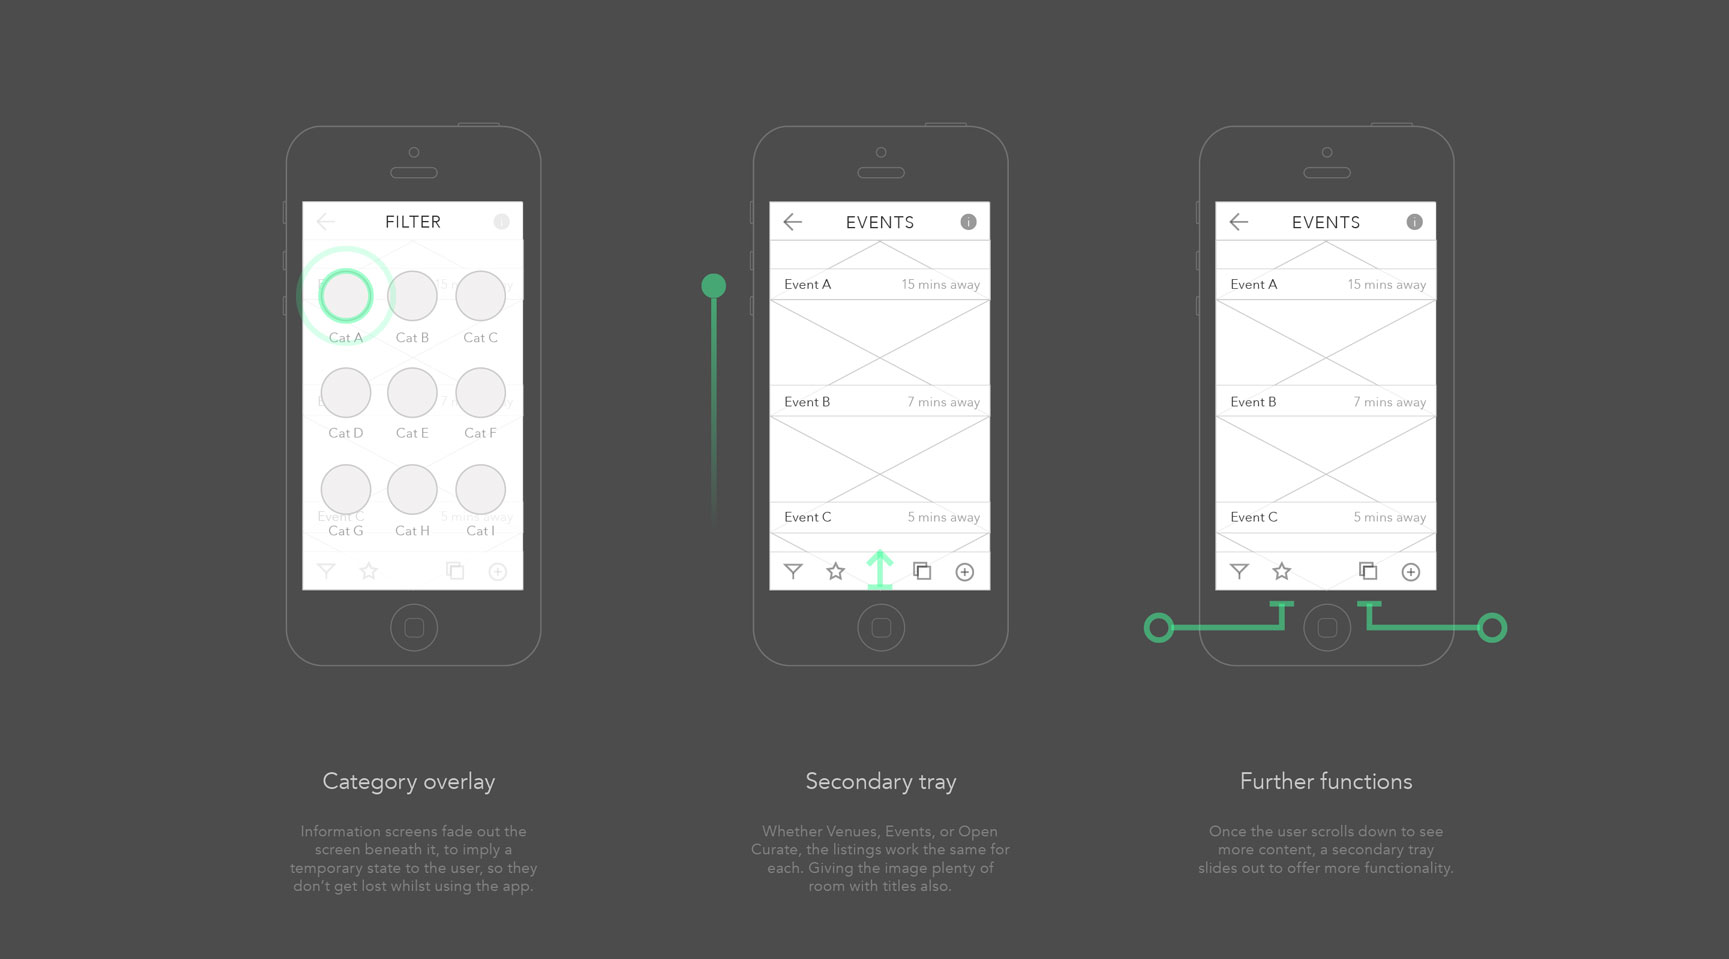 FILTER
Cat A
Cat B
Cat C
Cat D
Cat E
Cat F
Event C
5 mins away
Cat G
Cat H
Cat I
EVENTS
Event A
15 mins away
Event B
7 mins away
Event C
5 mins away
EVENTS
Event A
15 mins away
Event B
7 mins away
Event C
5 mins away
Category overlay
Information screens fade out the
screen beneath it, to imply a
temporary state to the user, so they
don't get lost whilst using the app.
Secondary tray
Whether Venues, Events, or Open
Curate, the listings work the same for
each. Giving the image plenty of
room with titles also.
Further functions
Once the user scrolls down to see
more content, a secondary tray
slides out to offer more functionality.